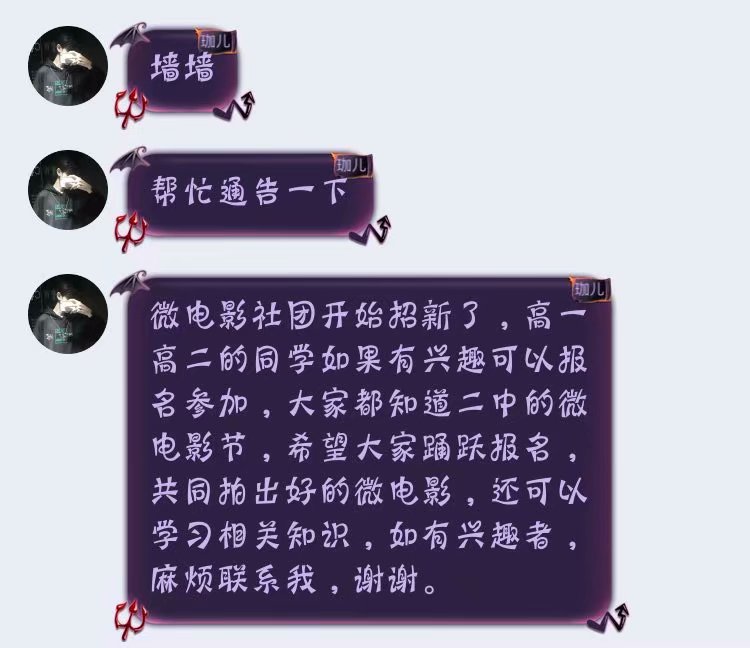 珈儿
墙墙
珈儿
帮忙通告一下
珈儿
微电影社团开始招新了，高一
高二的同学如果有兴趣可以报
名参加，大家都知道二中的微
电影节，希望大家踊跃报名，
共同拍出好的微电影，还可以
学习相关知识，如有兴趣者，
麻烦联系我，谢谢。